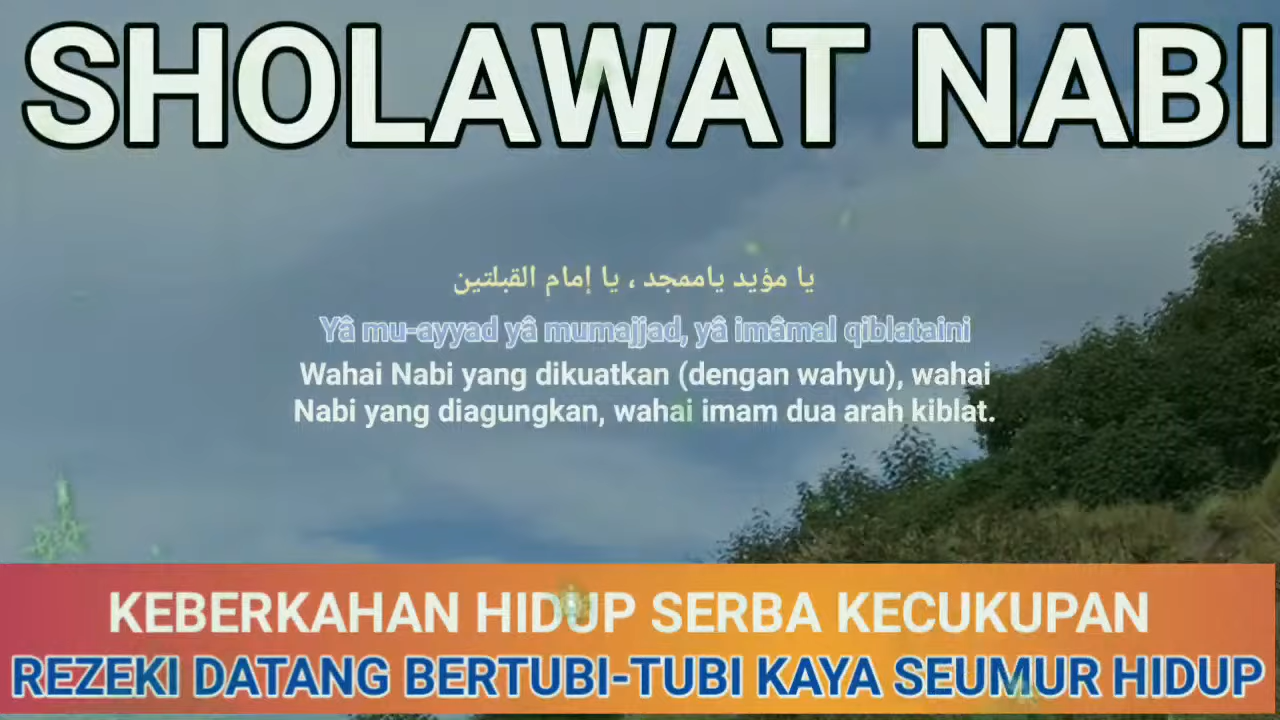 SHOLAWAT NABI
يا مؤيد ياممجد ، يا إمام القبلتين
Yâ mu-ayyad yâ mumajjad, yâ imâmal qiblataini
Wahai Nabi yang dikuatkan (dengan wahyu), wahai
Nabi yang diagungkan, wahai imam dua arah kiblat.
KEBERKAHAN HIDUP SERBA KECUKUPAN
REZEKI DATANG BERTUBI-TUBI KAYA SEUMUR HIDUP